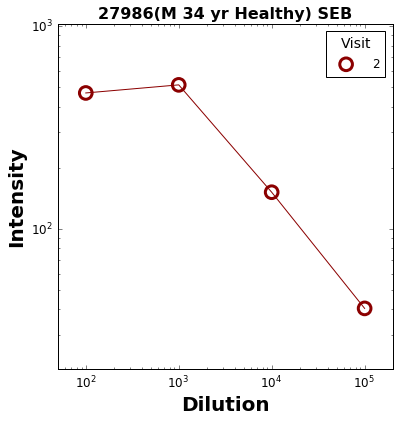 27986(M 34 yr Healthy) SEB
Visit
2
Intensity
10³
10²
10² 10³ 10⁴ 10⁵
Dilution